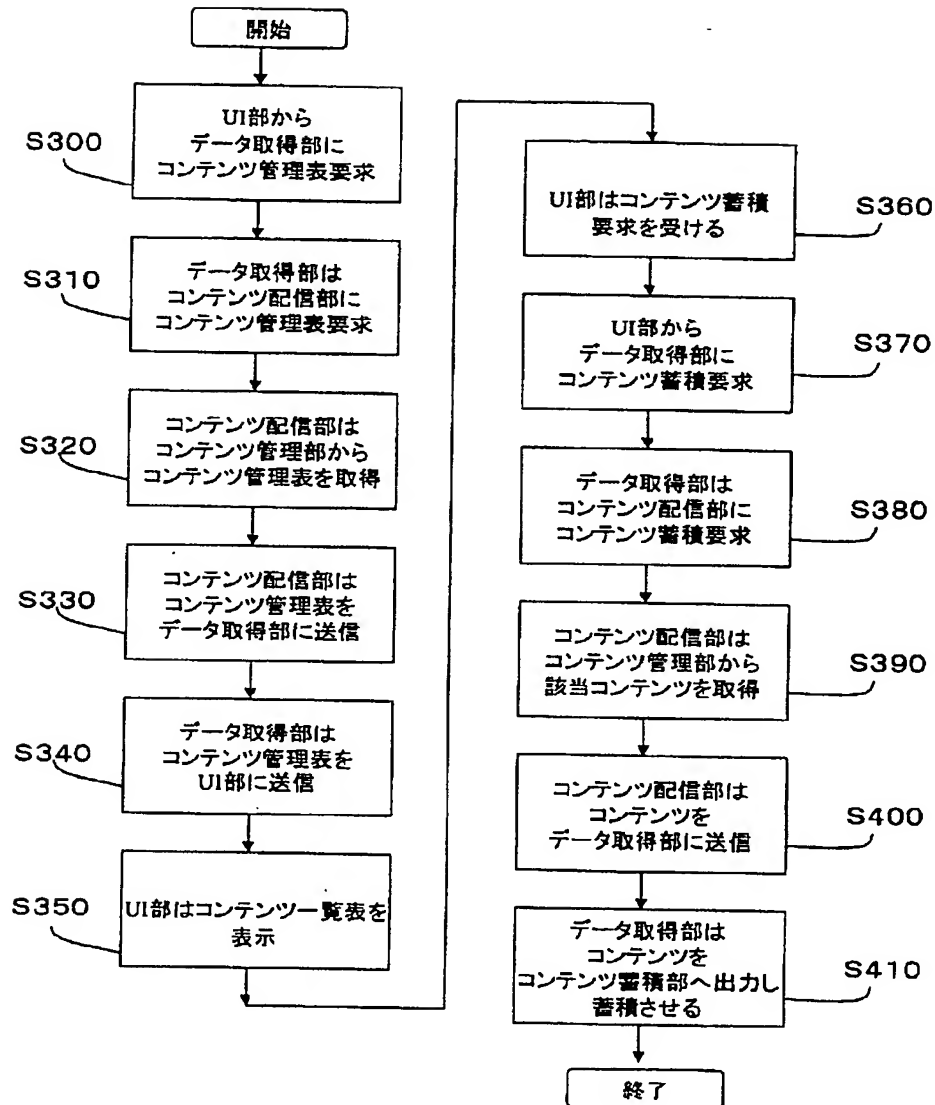 開始
S300
UI部から
データ取得部に
コンテンツ管理表要求
S310
データ取得部は
コンテンツ配信部に
コンテンツ管理表要求
S320
コンテンツ配信部は
コンテンツ管理部から
コンテンツ管理表を取得
S330
コンテンツ配信部は
コンテンツ管理表を
データ取得部に送信
S340
データ取得部は
コンテンツ管理表を
UI部に送信
S350
UI部はコンテンツ一覧表を
表示
UI部はコンテンツ蓄積
要求を受ける
S360
UI部から
データ取得部に
コンテンツ蓄積要求
S370
データ取得部は
コンテンツ配信部に
コンテンツ蓄積要求
S380
コンテンツ配信部は
コンテンツ管理部から
該当コンテンツを取得
S390
コンテンツ配信部は
コンテンツを
データ取得部に送信
S400
データ取得部は
コンテンツを
コンテンツ蓄積部へ出力し
蓄積させる
S410
終了